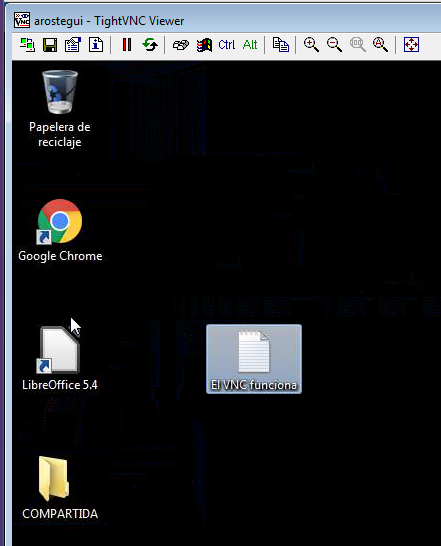 arostegui - TightVNC Viewer
Ctrl Alt
Papelera de
reciclaje
Google Chrome
LibreOffice 5.4
El VNC funciona
COMPARTIDA